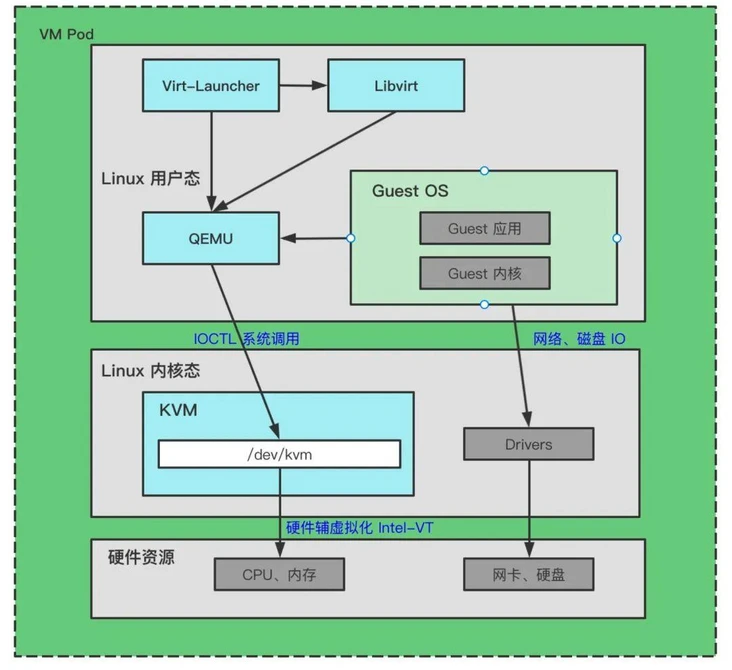 VM Pod
Virt-Launcher
Libvirt
Linux 用户态
Guest OS
Guest 应用
QEMU
Guest 内核
IOCTL 系统调用
网络、磁盘 IO
Linux 内核态
KVM
/dev/kvm
Drivers
硬件辅虚拟化 Intel-VT
硬件资源
CPU、内存
网卡、硬盘